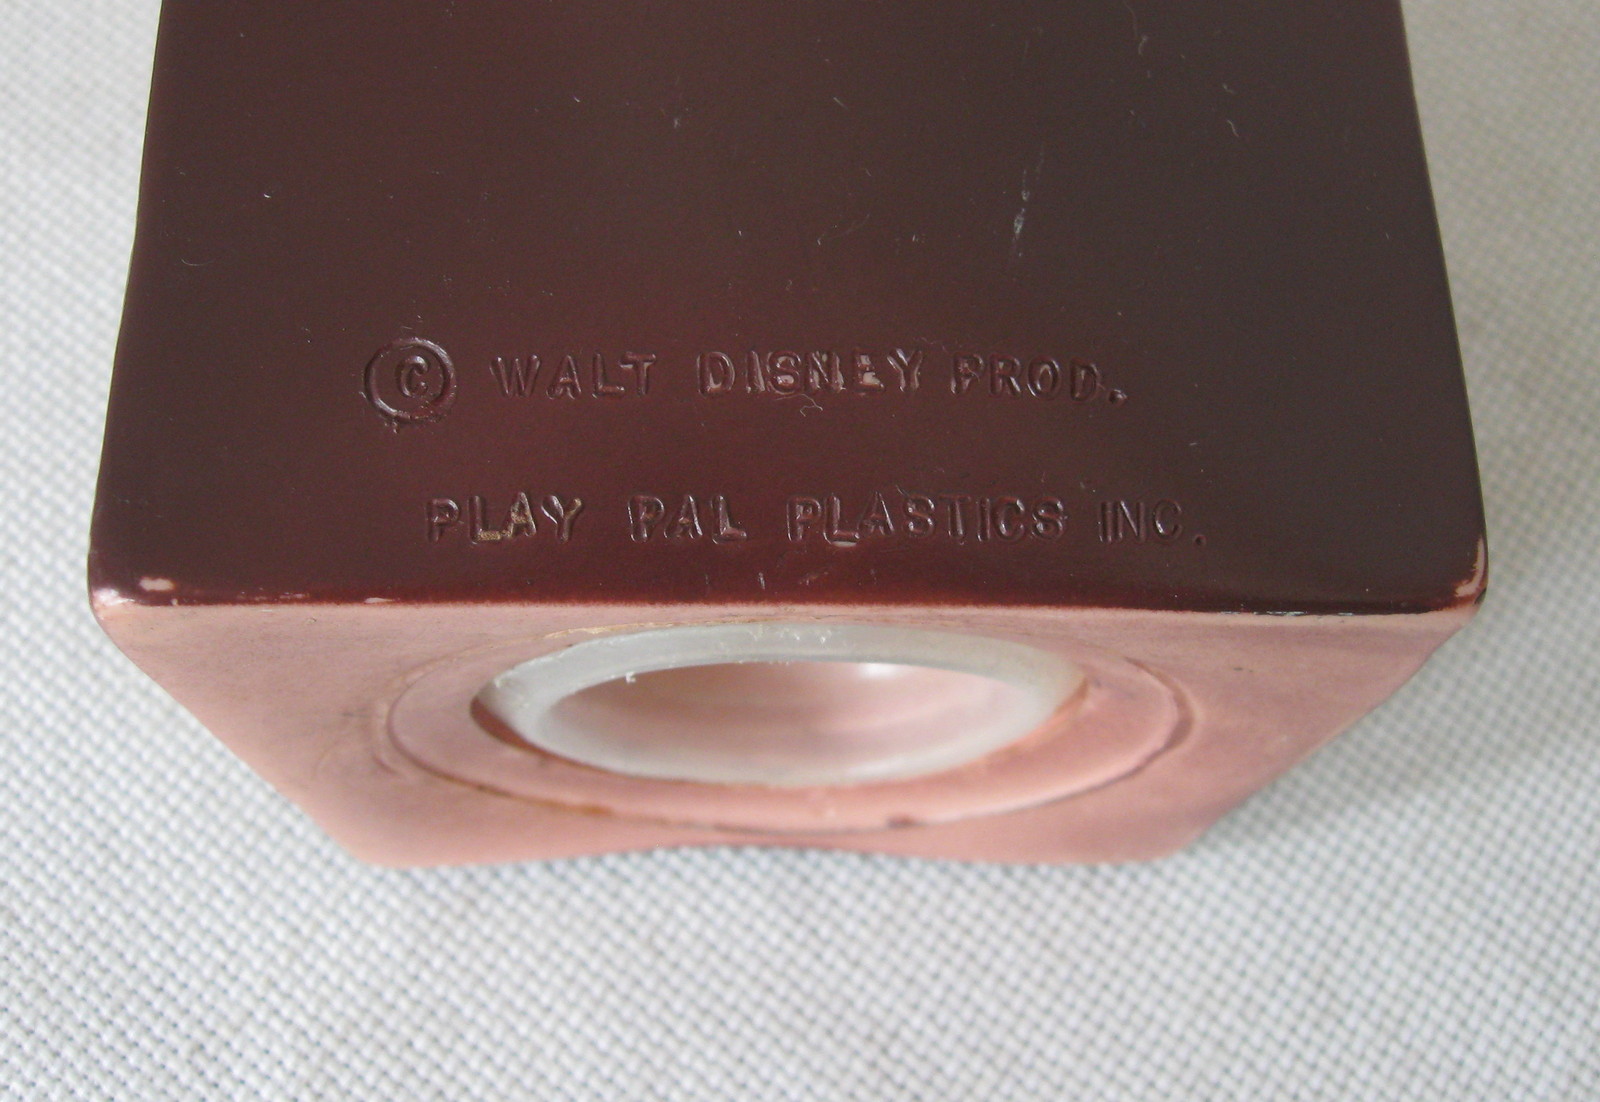 © WALT DISNEY PROD.
PLAY PAL PLASTICS INC.